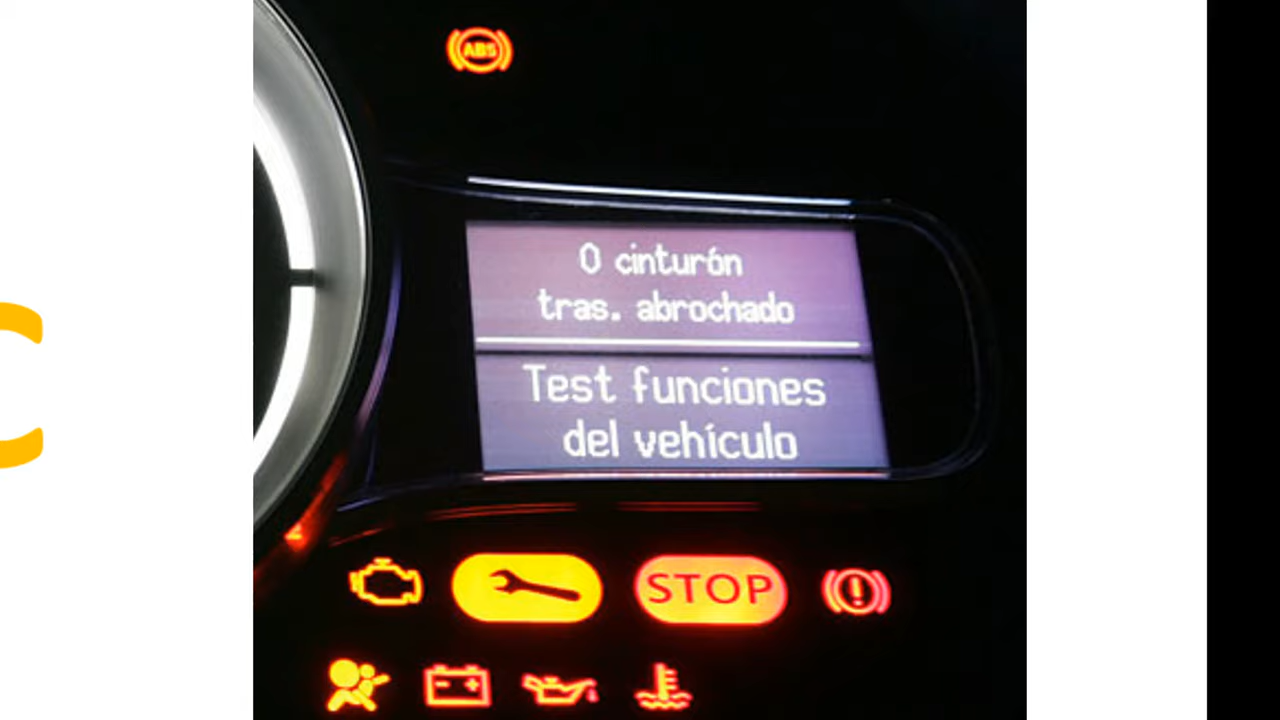 ABS
0 cinturón
tras. abrochado
Test funciones
del vehículo
STOP